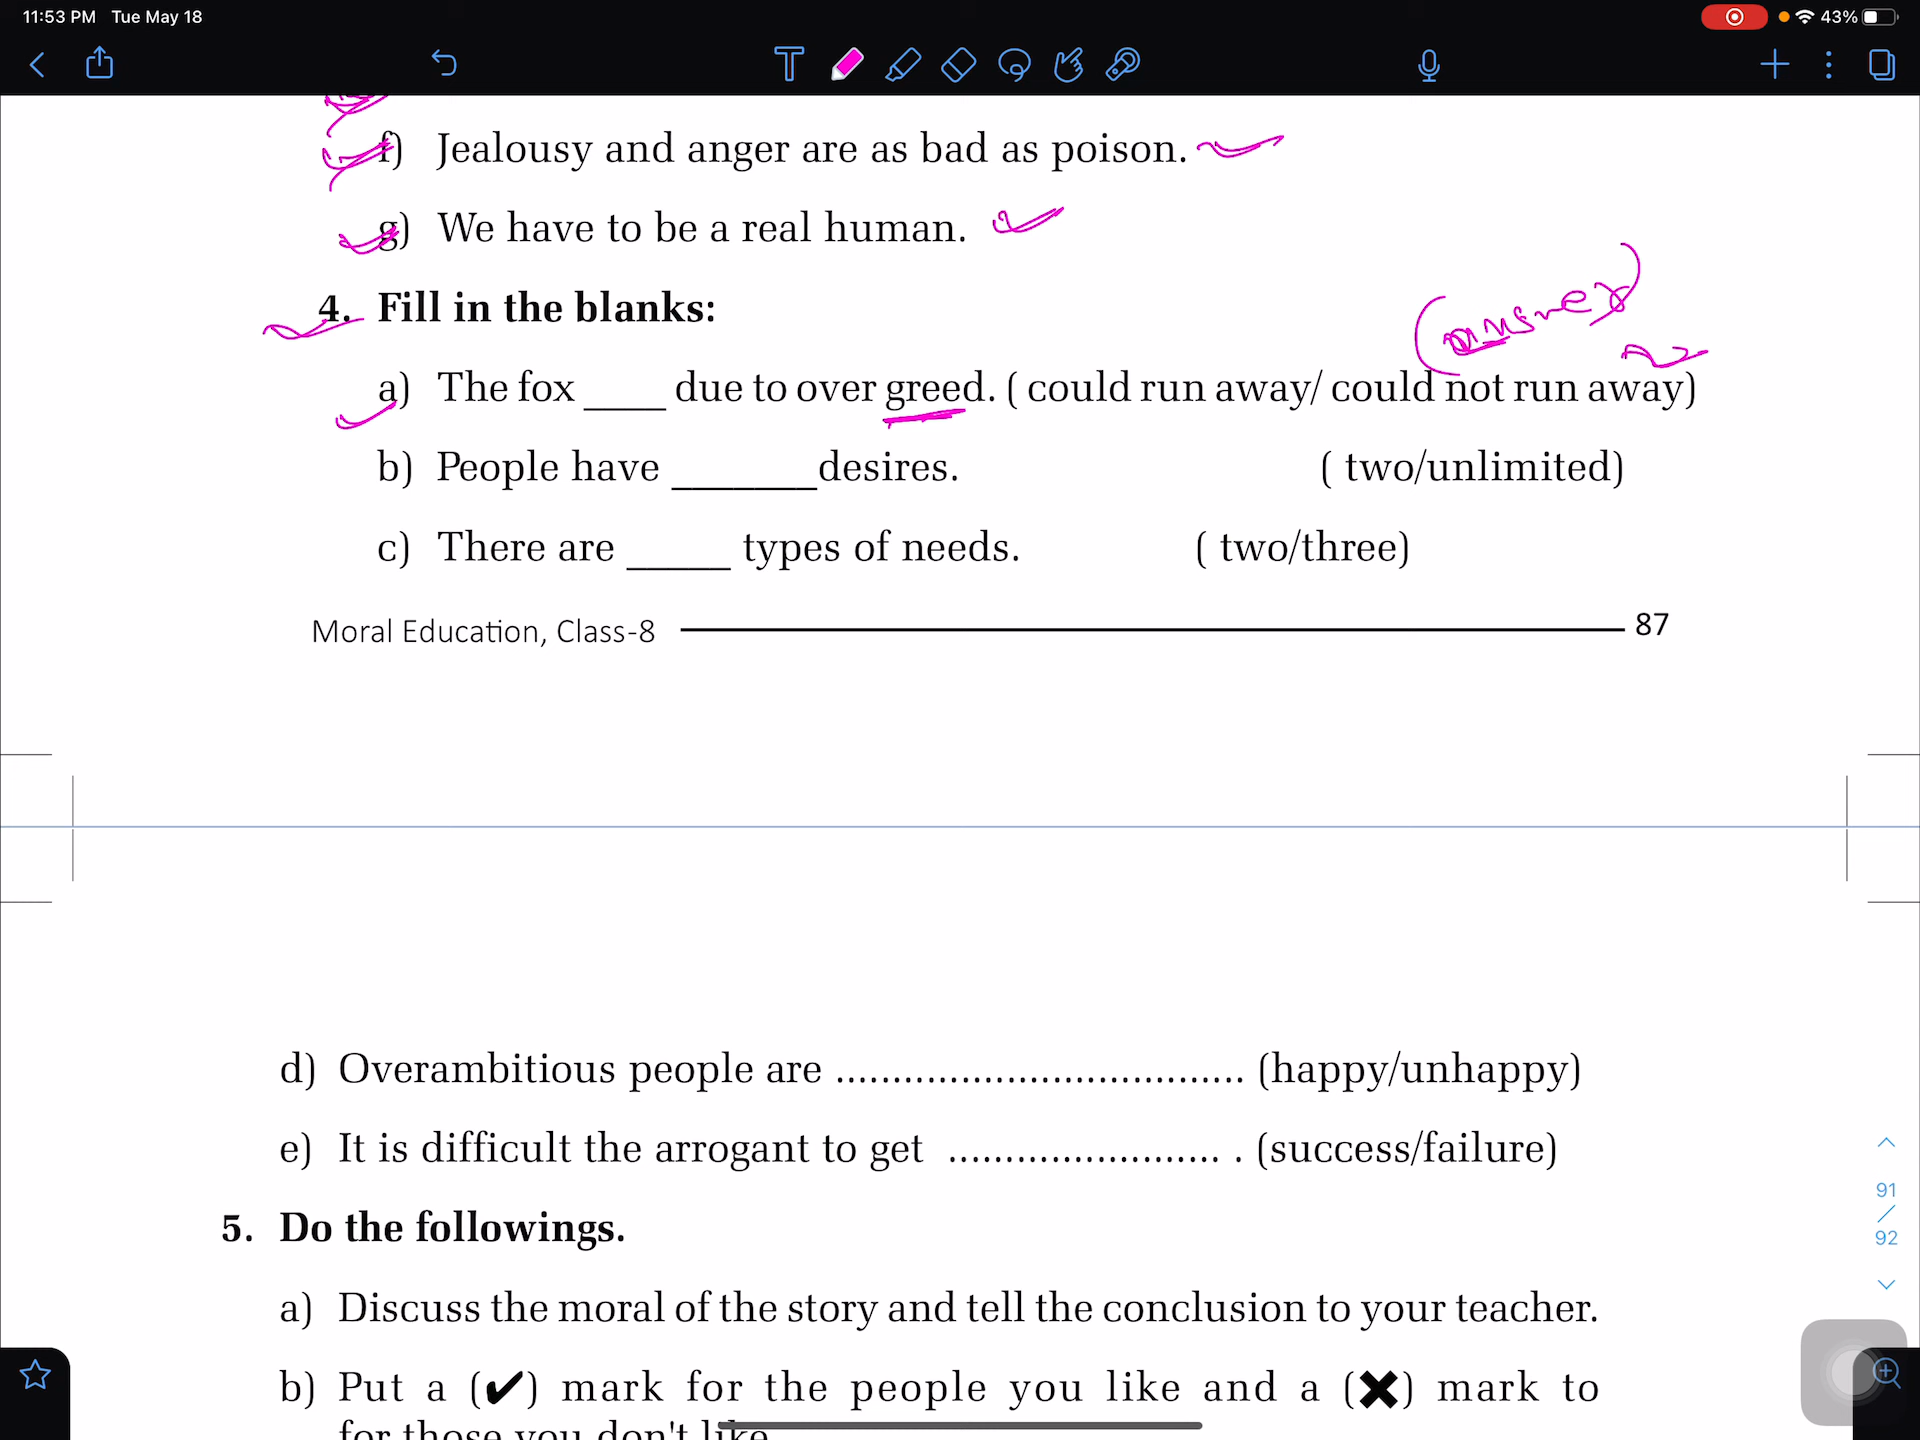 11:53 PM Tue May 18
43%
f) Jealousy and anger are as bad as poison.
g) We have to be a real human.
4. Fill in the blanks:
a) The fox ____ due to over greed. ( could run away/ could not run away)
b) People have _______desires. ( two/unlimited)
c) There are _____ types of needs. ( two/three)
Moral Education, Class-8 87
d) Overambitious people are .................................... (happy/unhappy)
e) It is difficult the arrogant to get ........................ . (success/failure)
91
/
92
5. Do the followings.
a) Discuss the moral of the story and tell the conclusion to your teacher.
b) Put a (✔) mark for the people you like and a (✖) mark to
for those you don't like